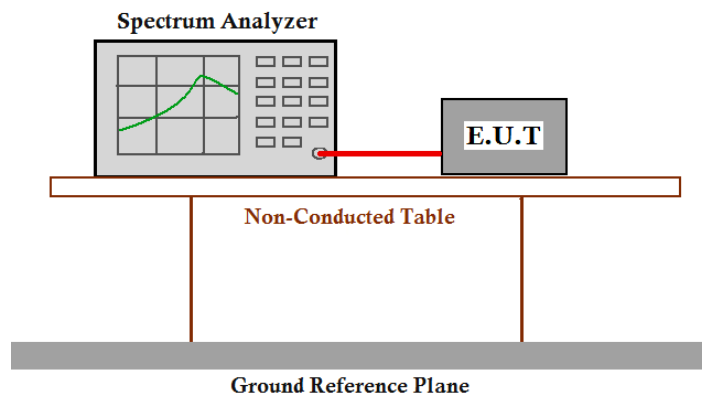 Spectrum Analyzer
E.U.T
Non-Conducted Table
Ground Reference Plane